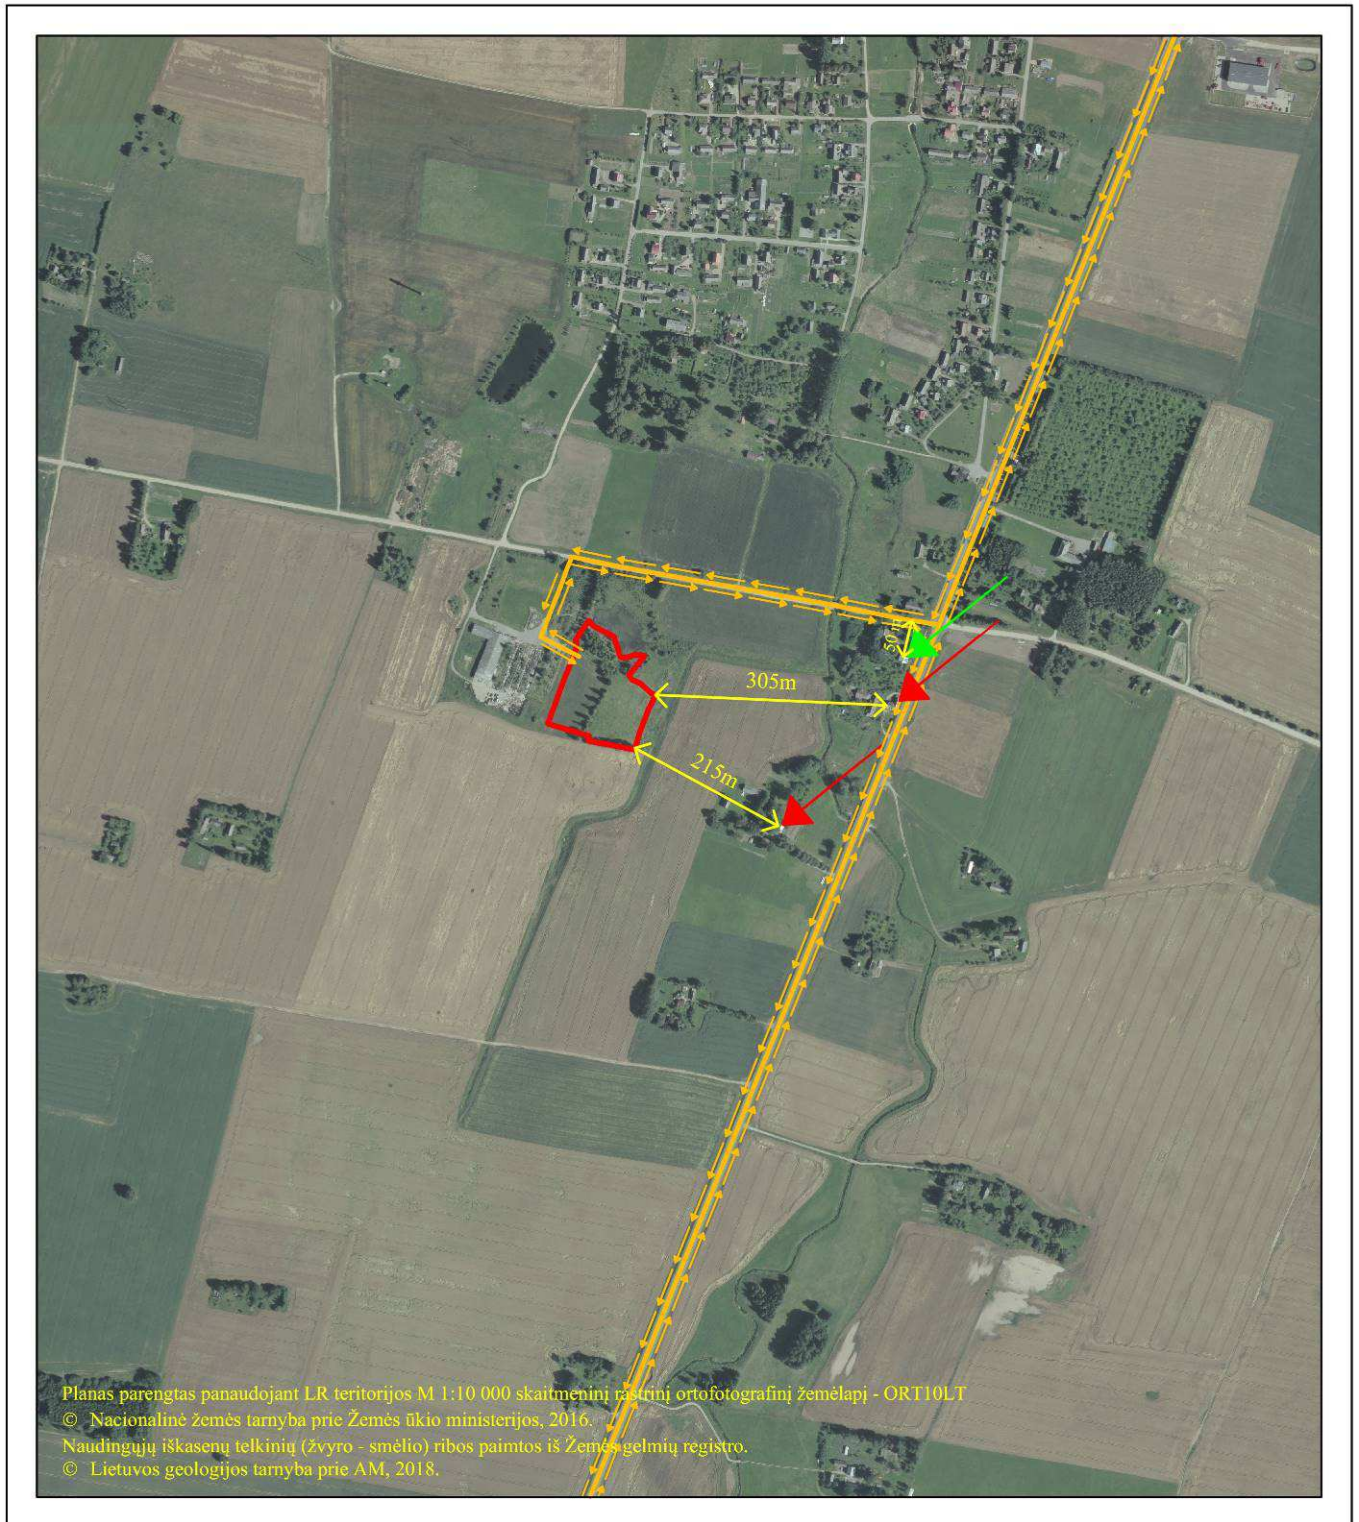 50 m
305m
215m
Planas parengtas panaudojant LR teritorijos M 1:10 000 skaitmeninį rastrinį ortofotografinį žemėlapį - ORT10LT
© Nacionalinė žemės tarnyba prie Žemės ūkio ministerijos, 2016.
Naudingųjų iškasenų telkinių (žvyro - smėlio) ribos paimtos iš Žemės gelmių registro.
© Lietuvos geologijos tarnyba prie AM, 2018.